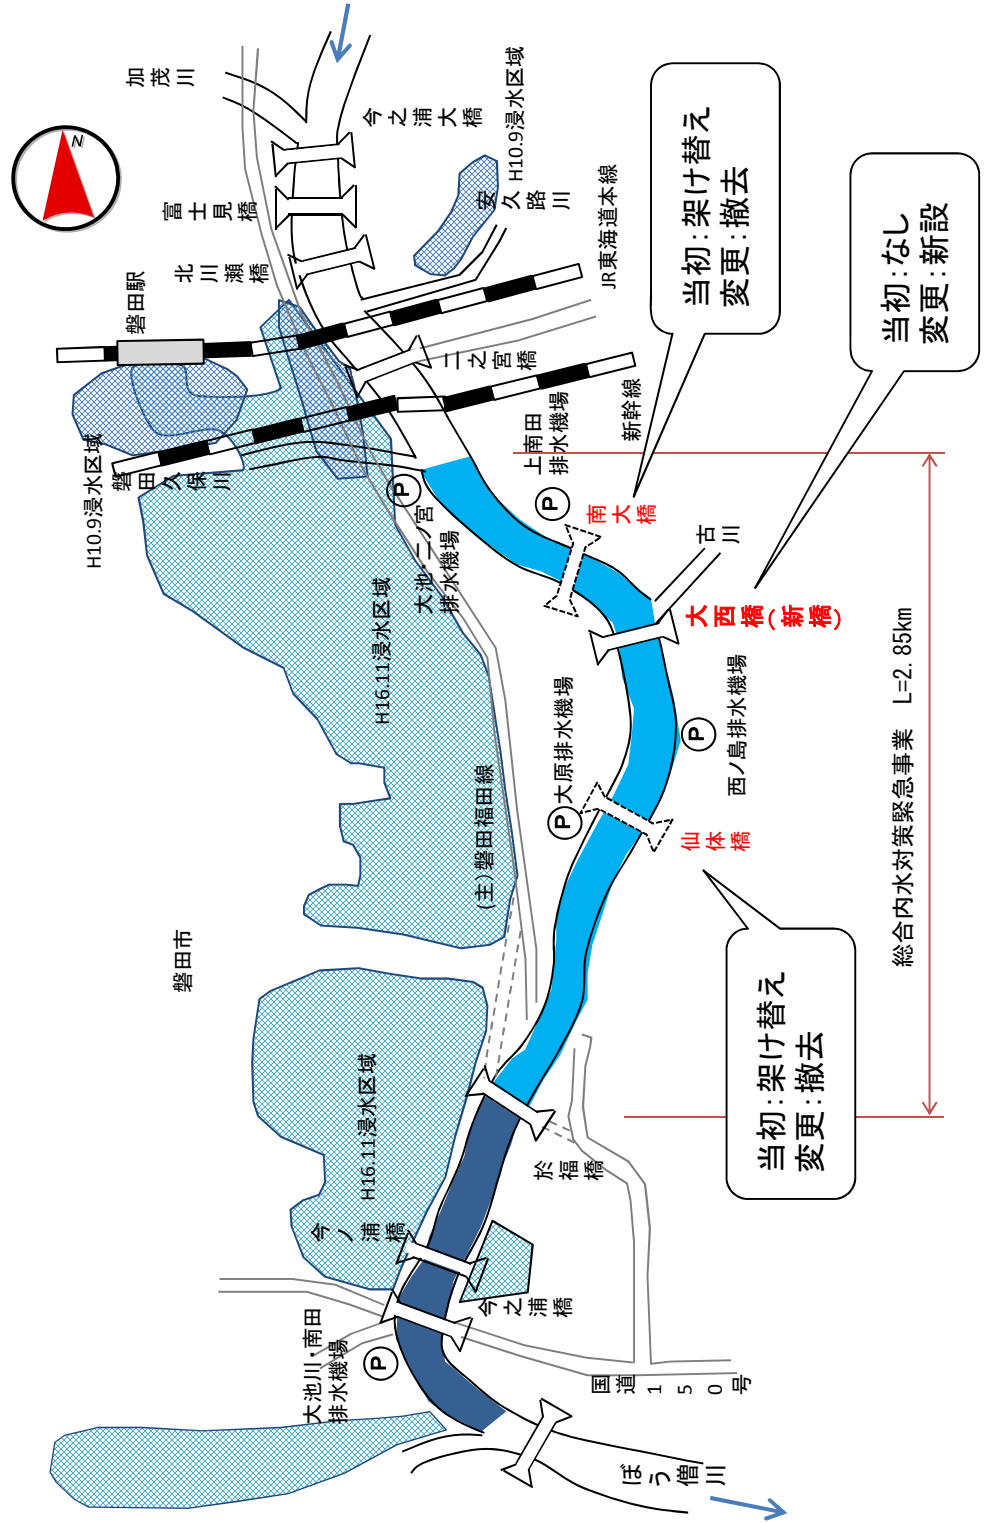 加茂川
今之浦大橋
H10.9浸水区域
富士見橋
安久路川
北川瀬橋
JR東海道本線
磐田駅
二之宮橋
新幹線
上南田
排水機場
H10.9浸水区域
磐田久保川
P
P
南大橋
古川
大池・二ノ宮
排水機場
H16.11浸水区域
大西橋(新橋)
大原排水機場
P
西ノ島排水機場
P
仙体橋
(主)磐田福田線
磐田市
総合内水対策緊急事業 L=2.85km
当初:架け替え
変更:撤去
当初:なし
変更:新設
当初:架け替え
変更:撤去
H16.11浸水区域
於福橋
今ノ浦橋
今之浦橋
大池川・南田
排水機場
P
国道150号
ぼう僧川
N